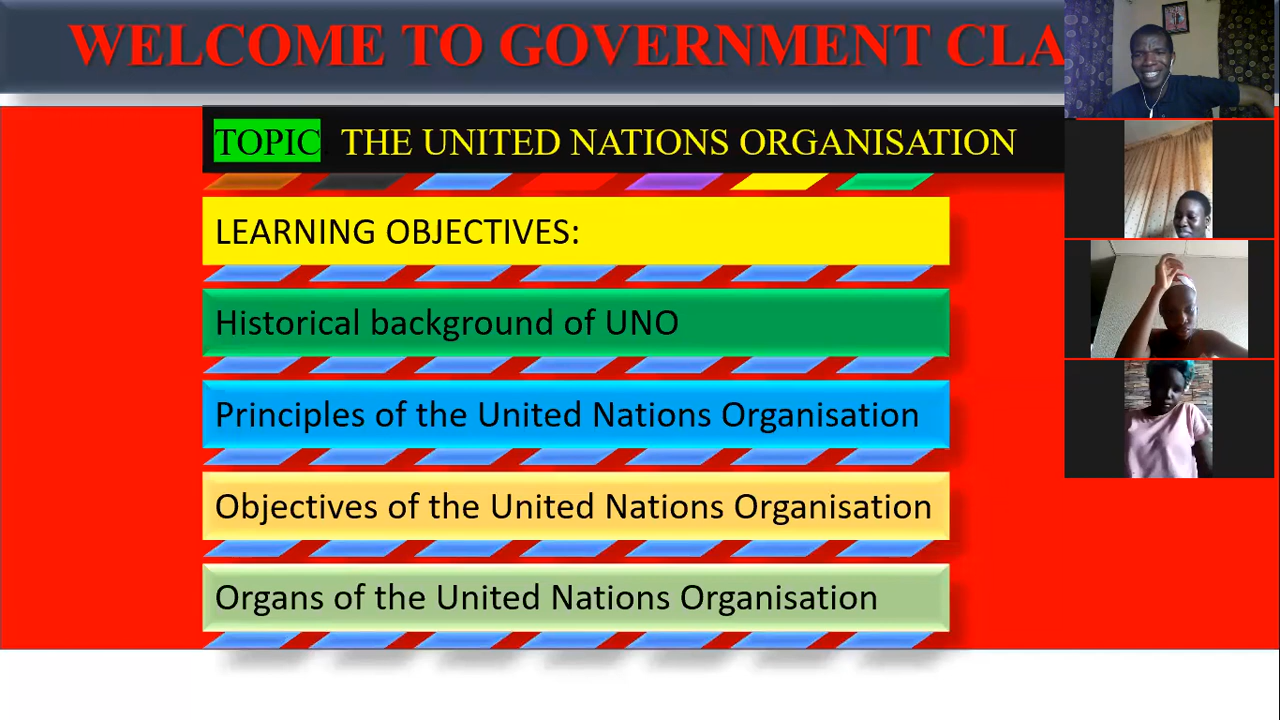 WELCOME TO GOVERNMENT CLA
TOPIC THE UNITED NATIONS ORGANISATION
LEARNING OBJECTIVES:
Historical background of UNO
Principles of the United Nations Organisation
Objectives of the United Nations Organisation
Organs of the United Nations Organisation